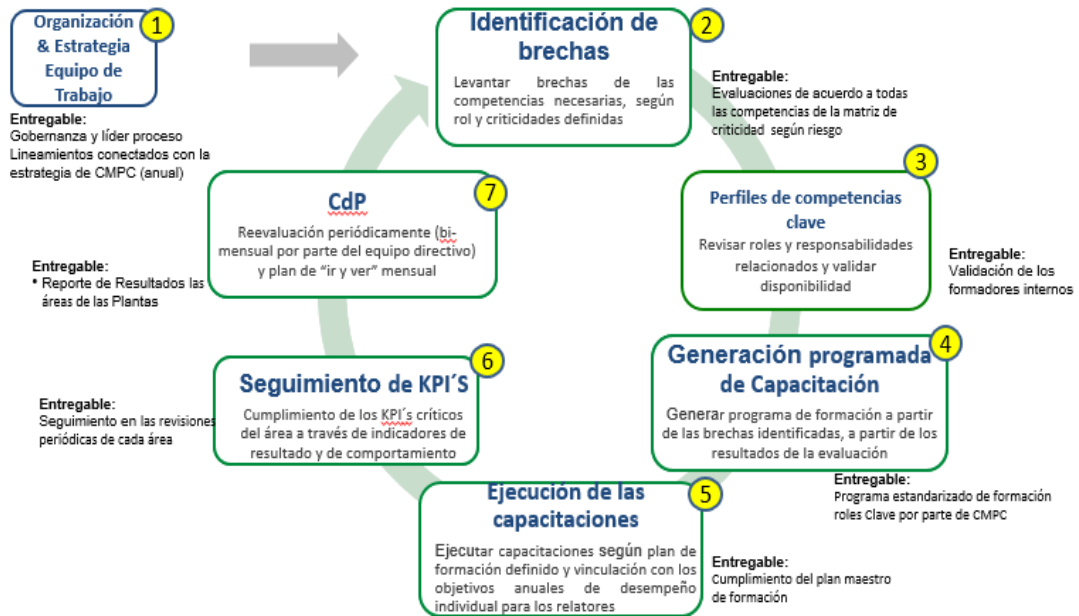 Organización
& Estrategia
Equipo de
Trabajo
1
Entregable:
Gobernanza y líder proceso
Lineamientos conectados con la
estrategia de CMPC (anual)
Identificación de
brechas
2
Levantar brechas de las
competencias necesarias, según
rol y criticidades definidas
Entregable:
Evaluaciones de acuerdo a todas
las competencias de la matriz de
criticidad según riesgo
3
Perfiles de competencias
clave
Revisar roles y responsabilidades
relacionados y validar
disponibilidad
Entregable:
Validación de los
formadores internos
4
Generación programada
de Capacitación
Generar programa de formación a partir
de las brechas identificadas, a partir de los
resultados de la evaluación
Entregable:
Programa estandarizado de formación
roles Clave por parte de CMPC
5
Ejecución de las
capacitaciones
Ejecutar capacitaciones según plan de
formación definido y vinculación con los
objetivos anuales de desempeño
individual para los relatores
Entregable:
Cumplimiento del plan maestro
de formación
6
Seguimiento de KPI´S
Cumplimiento de los KPI´s críticos
del área a través de indicadores de
resultado y de comportamiento
Entregable:
Seguimiento en las revisiones
periódicas de cada área
7
CdP
Reevaluación periódicamente (bi-
mensual por parte del equipo directivo)
y plan de “ir y ver” mensual
Entregable:
• Reporte de Resultados las
áreas de las Plantas